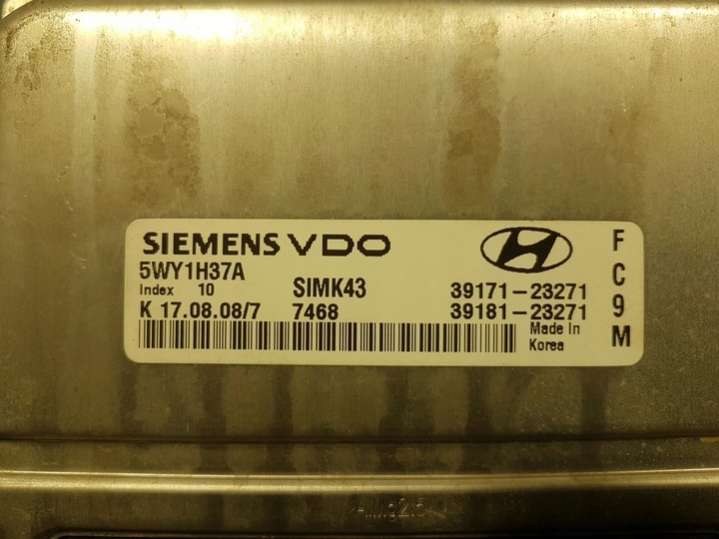 SIEMENS VDO
5WY1H37A
Index 10 SIMK43 39171-23271
K 17.08.08/7 7468 39181-23271
Made In
Korea
F
C
9
M